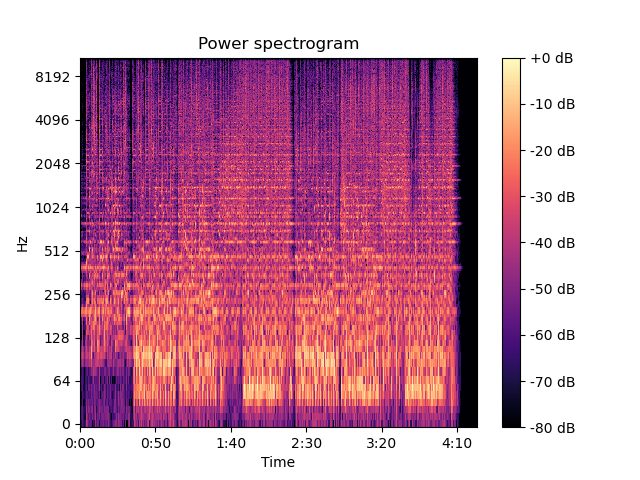 Power spectrogram
8192
4096
2048
1024
512
256
128
64
0
Hz
0:00 0:50 1:40 2:30 3:20 4:10
Time
+0 dB
-10 dB
-20 dB
-30 dB
-40 dB
-50 dB
-60 dB
-70 dB
-80 dB